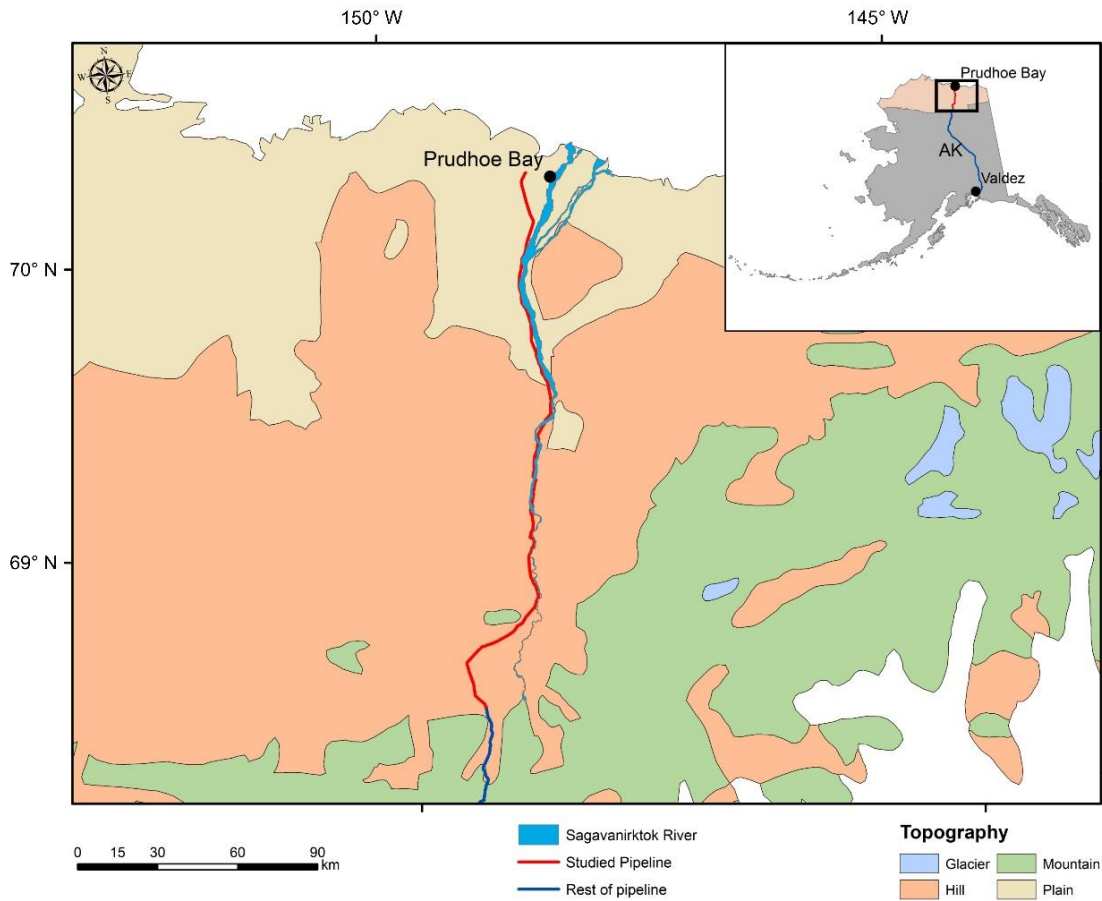 150° W
145° W
N
W E
S
Prudhoe Bay
AK
Valdez
Prudhoe Bay
70° N
69° N
0 15 30 60 90
km
Sagavanirktok River
Studied Pipeline
Rest of pipeline
Topography
Glacier
Mountain
Hill
Plain